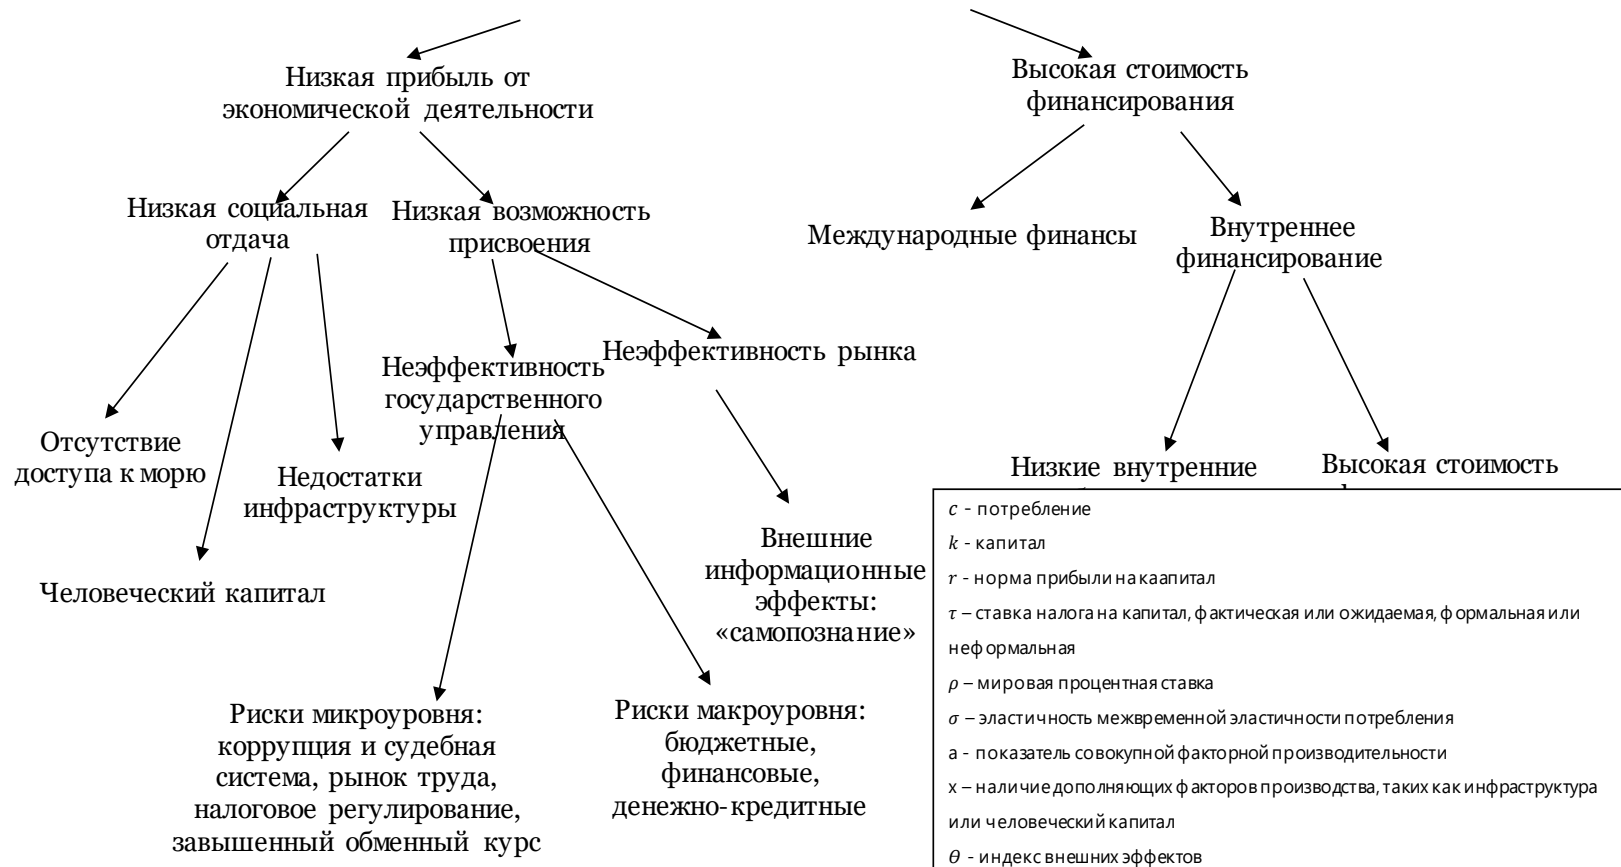 Низкая прибыль от
экономической деятельности
Высокая стоимость
финансирования
Низкая социальная
отдача
Низкая возможность
присвоения
Международные финансы
Внутреннее
финансирование
Неэффективность
государственного
управления
Неэффективность рынка
Отсутствие
доступа к морю
Недостатки
инфраструктуры
Человеческий капитал
Низкие внутренние
Высокая стоимость
Внешние
информационные
эффекты:
«самопознание»
Риски микроуровня:
коррупция и судебная
система, рынок труда,
налоговое регулирование,
завышенный обменный курс
Риски макроуровня:
бюджетные,
финансовые,
денежно-кредитные
c - потребление
k - капитал
r - норма прибыли на каапитал
τ – ставка налога на капитал, фактическая или ожидаемая, формальная или
неформальная
ρ – мировая процентная ставка
σ – эластичность межвременной эластичности потребления
a - показатель совокупной факторной производительности
x – наличие дополняющих факторов производства, таких как инфраструктура
или человеческий капитал
θ - индекс внешних эффектов